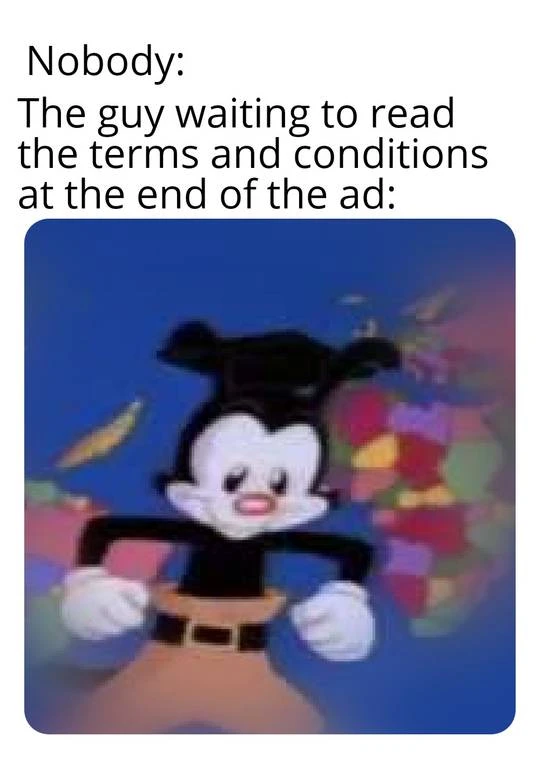 Nobody:
The guy waiting to read
the terms and conditions
at the end of the ad: